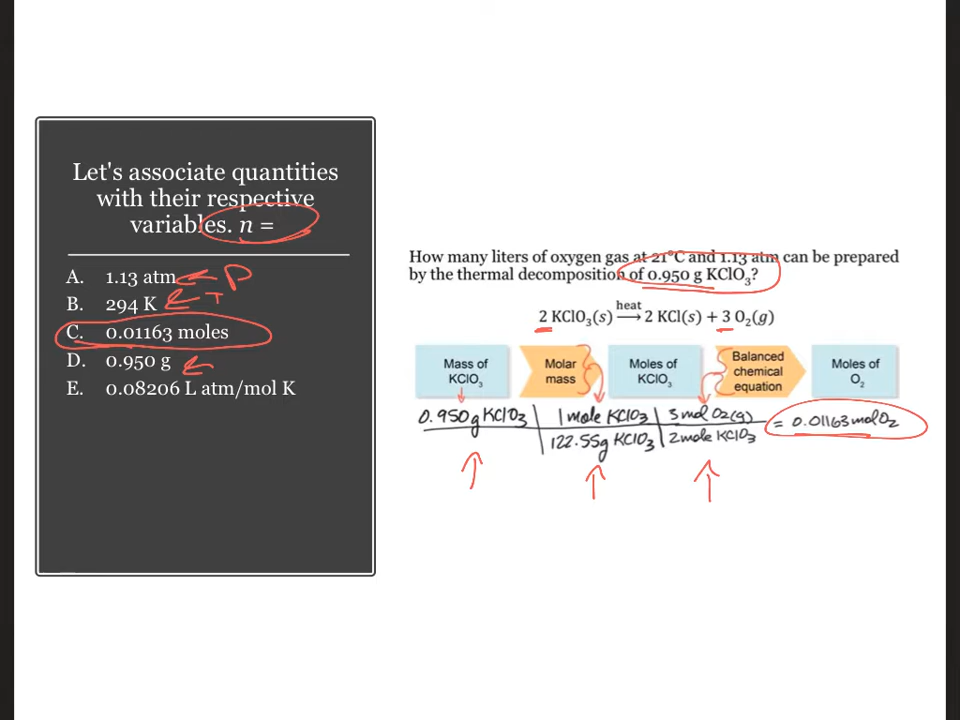 Let's associate quantities
with their respective
variables. n =
A. 1.13 atm ← P
B. 294 K ← T
C. 0.01163 moles
D. 0.950 g ←
E. 0.08206 L atm/mol K
How many liters of oxygen gas at 21°C and 1.13 atm can be prepared
by the thermal decomposition of 0.950 g KClO₃?
heat
2 KClO₃(s) ⟶ 2 KCl(s) + 3 O₂(g)
Mass of
KClO₃
Molar
mass
Moles of
KClO₃
Balanced
chemical
equation
Moles of
O₂
0.950g KClO₃ | 1 mole KClO₃ | 3 mol O₂(g) = 0.01163 mol O₂
122.55g KClO₃ | 2 mole KClO₃